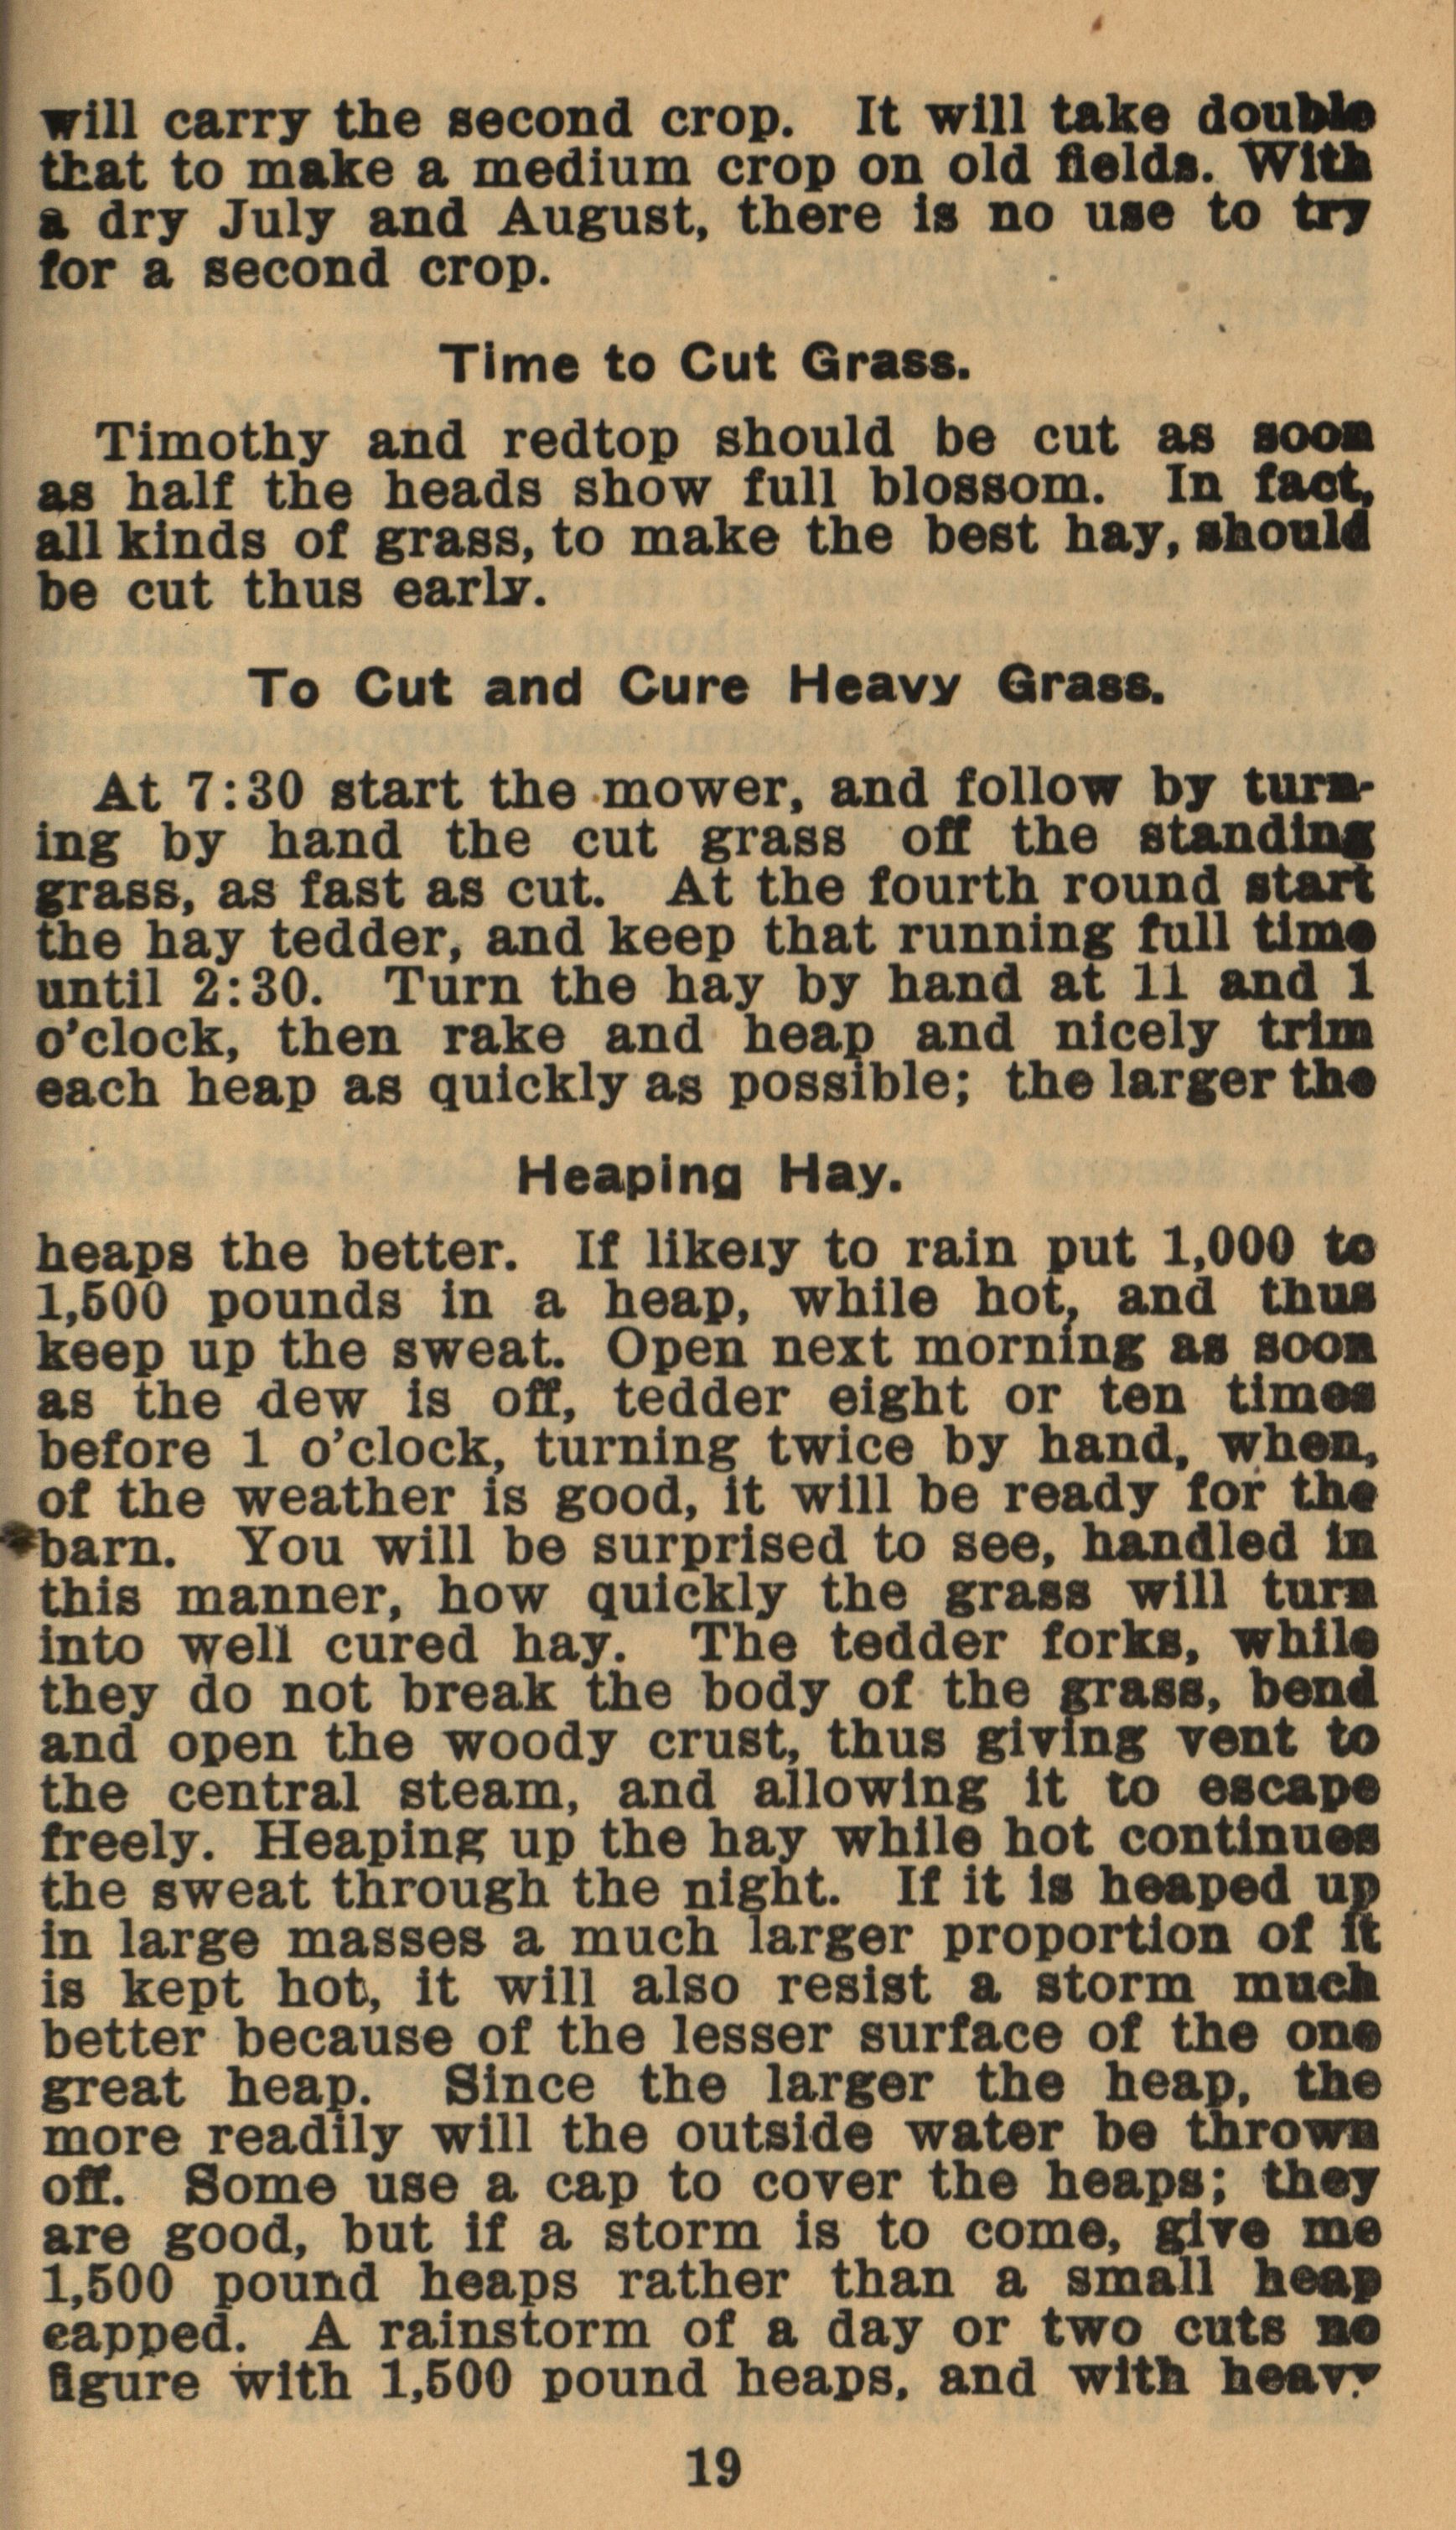 will carry the second crop. It will take double
that to make a medium crop on old fields. With
a dry July and August, there is no use to try
for a second crop.
Time to Cut Grass.
Timothy and redtop should be cut as soon
as half the heads show full blossom. In fact,
all kinds of grass, to make the best hay, should
be cut thus early.
To Cut and Cure Heavy Grass.
At 7:30 start the mower, and follow by turn-
ing by hand the cut grass off the standing
grass, as fast as cut. At the fourth round start
the hay tedder, and keep that running full time
until 2:30. Turn the hay by hand at 11 and 1
o'clock, then rake and heap and nicely trim
each heap as quickly as possible; the larger the
Heaping Hay.
heaps the better. If likely to rain put 1,000 to
1,500 pounds in a heap, while hot, and thus
keep up the sweat. Open next morning as soon
as the dew is off, tedder eight or ten times
before 1 o'clock, turning twice by hand, when,
of the weather is good, it will be ready for the
barn. You will be surprised to see, handled in
this manner, how quickly the grass will turn
into well cured hay. The tedder forks, while
they do not break the body of the grass, bend
and open the woody crust, thus giving vent to
the central steam, and allowing it to escape
freely. Heaping up the hay while hot continues
the sweat through the night. If it is heaped up
in large masses a much larger proportion of it
is kept hot, it will also resist a storm much
better because of the lesser surface of the one
great heap. Since the larger the heap, the
more readily will the outside water be thrown
off. Some use a cap to cover the heaps; they
are good, but if a storm is to come, give me
1,500 pound heaps rather than a small heap
capped. A rainstorm of a day or two cuts no
figure with 1,500 pound heaps, and with heavy
19